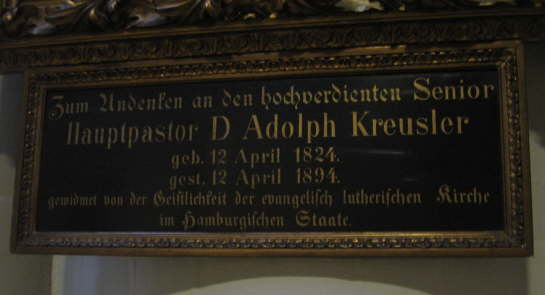 Zum Andenken an den hochverdienten Senior
Hauptpastor D Adolph Kreusler
geb. 12 April 1824.
gest. 12 April 1894.
gewidmet von der Geistlichkeit der evangelisch lutherischen Kirche
im Hamburgischen Staate.